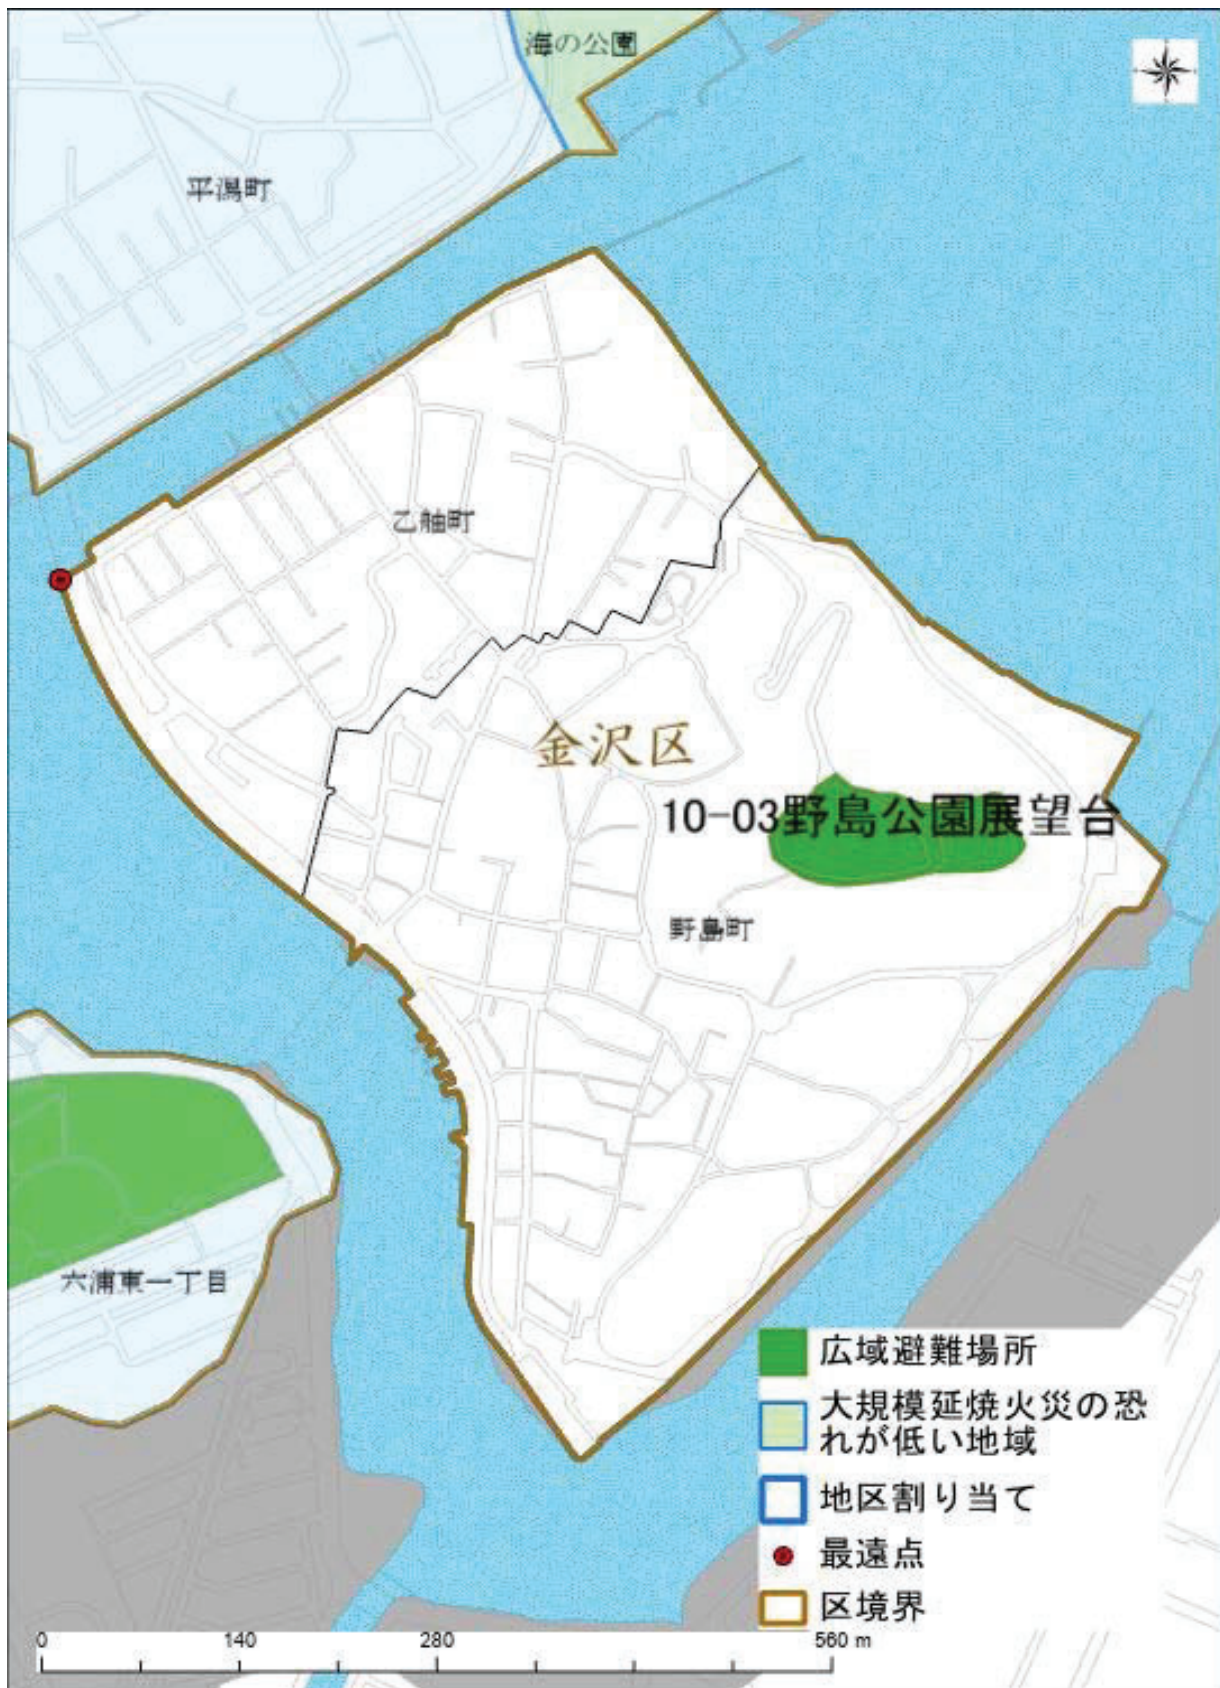 海の公園
平潟町
乙舳町
金沢区
10-03野島公園展望台
野島町
六浦東一丁目
広域避難場所
大規模延焼火災の恐
れが低い地域
地区割り当て
最遠点
区境界
0 140 280 560 m